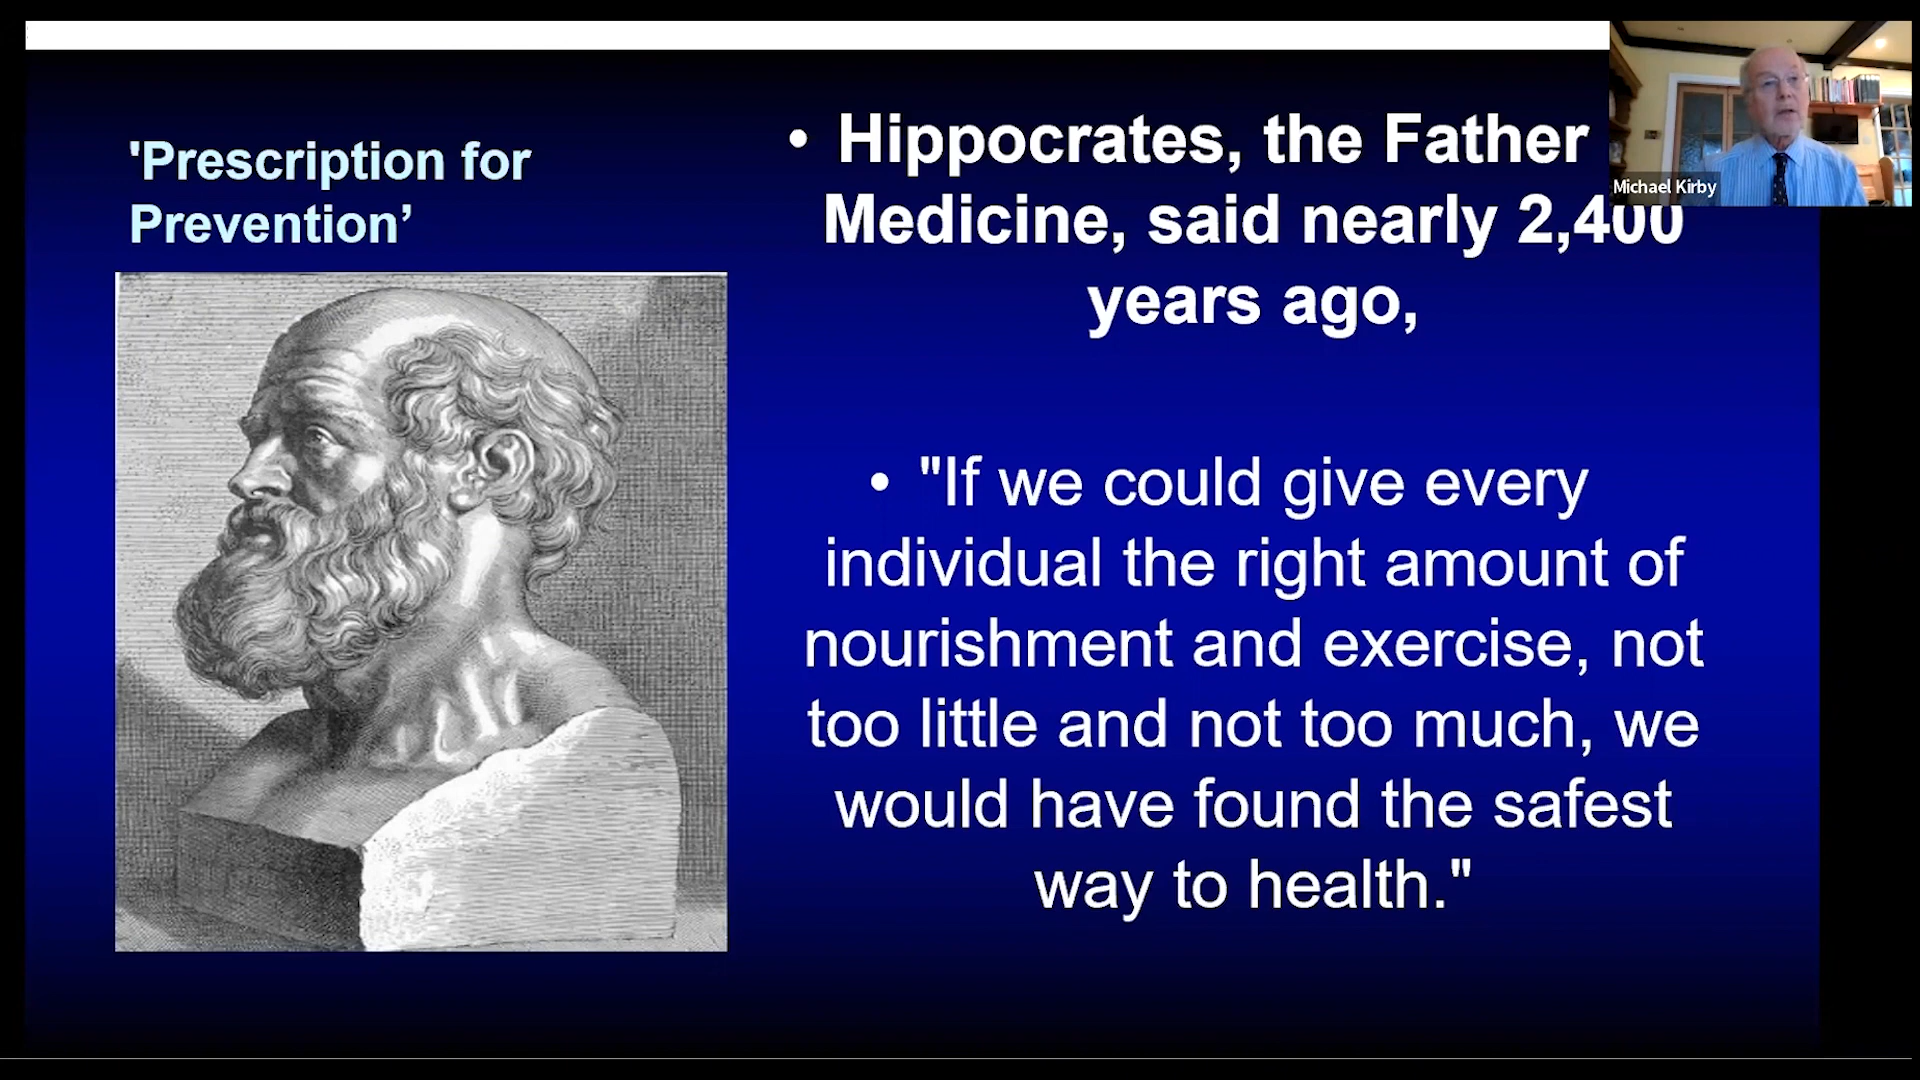 'Prescription for
Prevention’
• Hippocrates, the Father
Medicine, said nearly 2,400
years ago,
• "If we could give every
individual the right amount of
nourishment and exercise, not
too little and not too much, we
would have found the safest
way to health."
Michael Kirby